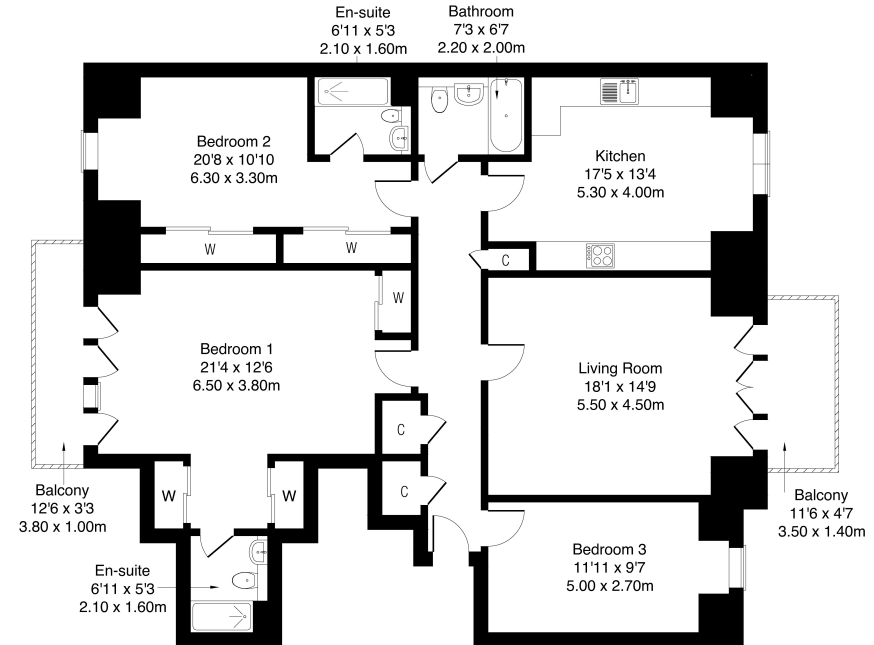 En-suite
6'11 x 5'3
2.10 x 1.60m
Bathroom
7'3 x 6'7
2.20 x 2.00m
Bedroom 2
20'8 x 10'10
6.30 x 3.30m
Kitchen
17'5 x 13'4
5.30 x 4.00m
W
W
C
W
Bedroom 1
21'4 x 12'6
6.50 x 3.80m
Living Room
18'1 x 14'9
5.50 x 4.50m
C
C
W
W
Balcony
12'6 x 3'3
3.80 x 1.00m
Balcony
11'6 x 4'7
3.50 x 1.40m
Bedroom 3
11'11 x 9'7
5.00 x 2.70m
En-suite
6'11 x 5'3
2.10 x 1.60m